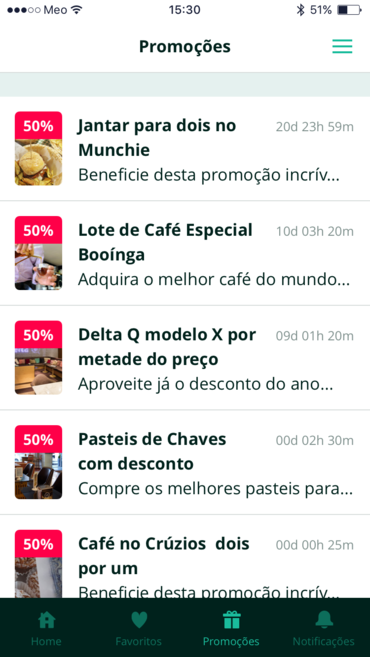 Meo 15:30 51%
Promoções
50%
Jantar para dois no
Munchie
20d 23h 59m
Beneficie desta promoção incrív...
50%
Lote de Café Especial
Booínga
10d 03h 20m
Adquira o melhor café do mundo...
50%
Delta Q modelo X por
metade do preço
09d 01h 20m
Aproveite já o desconto do ano...
50%
Pasteis de Chaves
com desconto
00d 02h 30m
Compre os melhores pasteis para...
50%
Café no Crúzios dois
por um
00d 00h 25m
Beneficie desta promoção incrív...
Home Favoritos Promoções Notificações